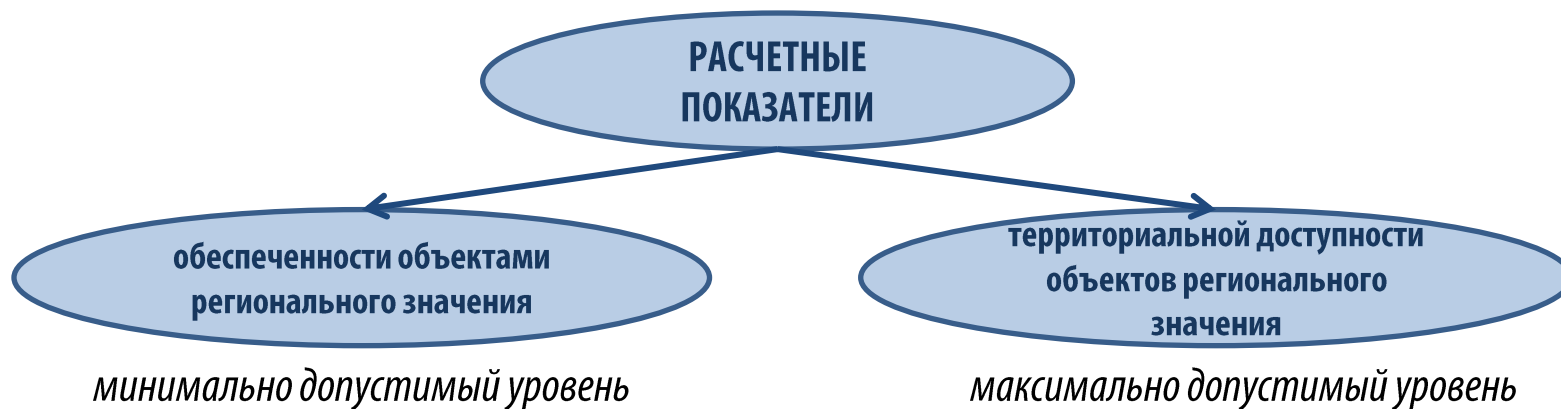 РАСЧЕТНЫЕ
ПОКАЗАТЕЛИ
обеспеченности объектами
регионального значения
территориальной доступности
объектов регионального
значения
минимально допустимый уровень
максимально допустимый уровень